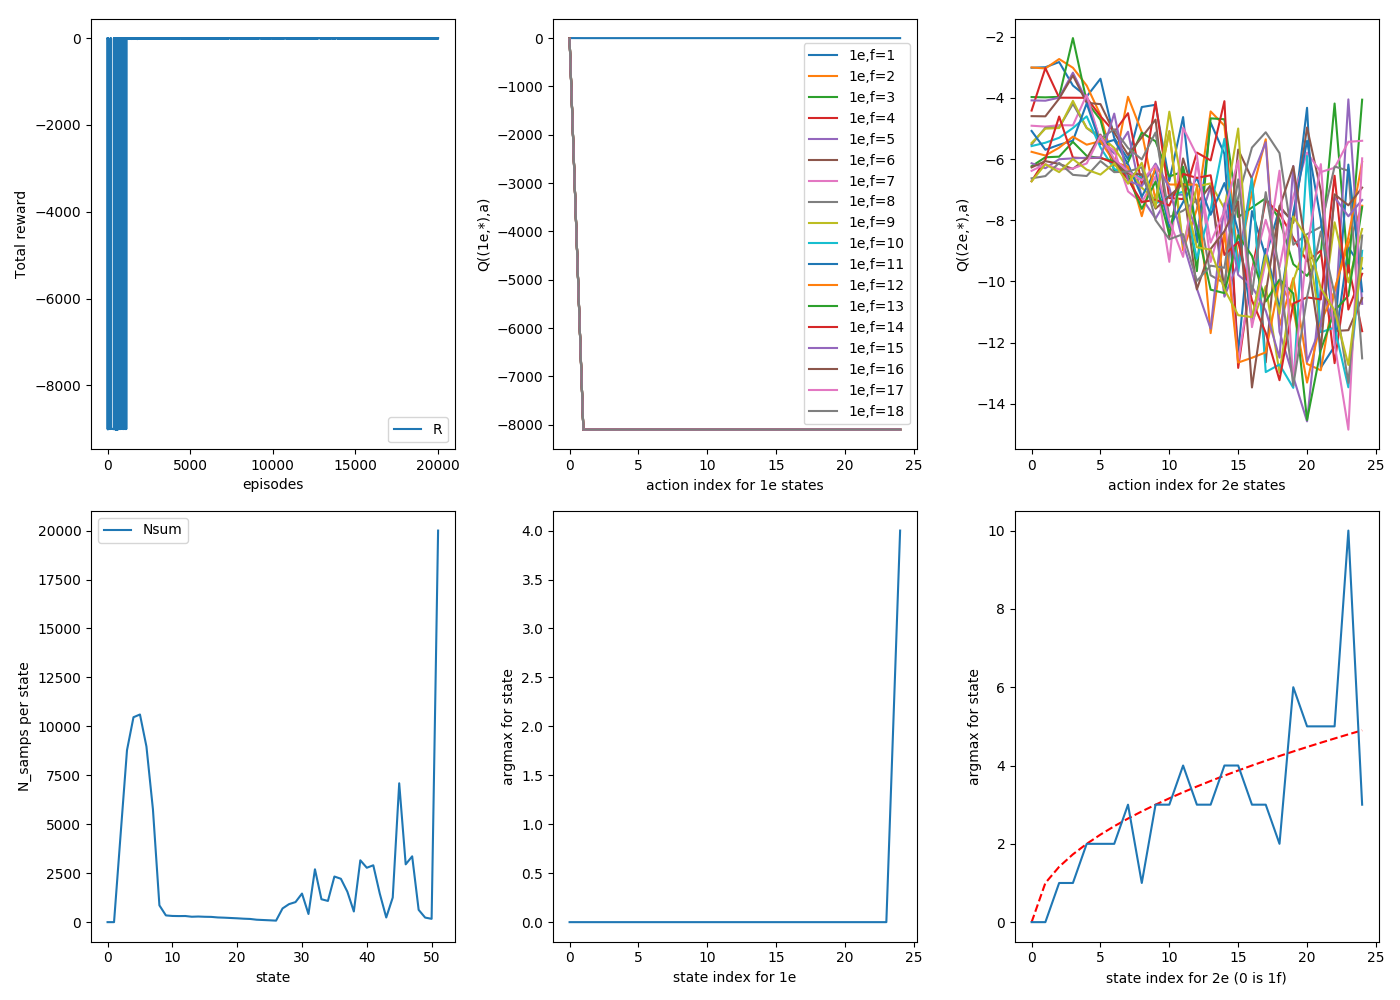 0
−2000
−4000
−6000
−8000
Total reward
0
5000
10000
15000
20000
episodes
R
0
−1000
−2000
−3000
−4000
−5000
−6000
−7000
−8000
Q((1e,*),a)
0
5
10
15
20
25
action index for 1e states
1e,f=1
1e,f=2
1e,f=3
1e,f=4
1e,f=5
1e,f=6
1e,f=7
1e,f=8
1e,f=9
1e,f=10
1e,f=11
1e,f=12
1e,f=13
1e,f=14
1e,f=15
1e,f=16
1e,f=17
1e,f=18
−2
−4
−6
−8
−10
−12
−14
Q((2e,*),a)
0
5
10
15
20
25
action index for 2e states
20000
17500
15000
12500
10000
7500
5000
2500
0
N_samps per state
Nsum
0
10
20
30
40
50
state
4.0
3.5
3.0
2.5
2.0
1.5
1.0
0.5
0.0
argmax for state
0
5
10
15
20
25
state index for 1e
10
8
6
4
2
0
argmax for state
0
5
10
15
20
25
state index for 2e (0 is 1f)